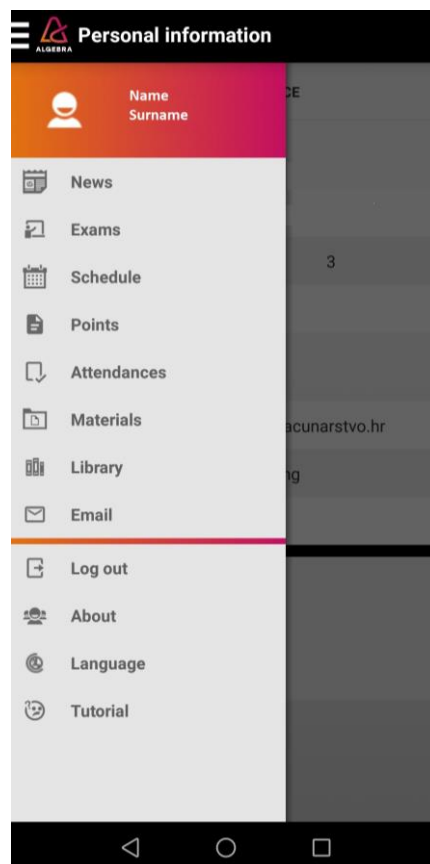 ALGEBRA
Personal information
Name
Surname
CE
News
Exams
Schedule
3
Points
Attendances
Materials
acunarstvo.hr
Library
ng
Email
Log out
About
Language
Tutorial